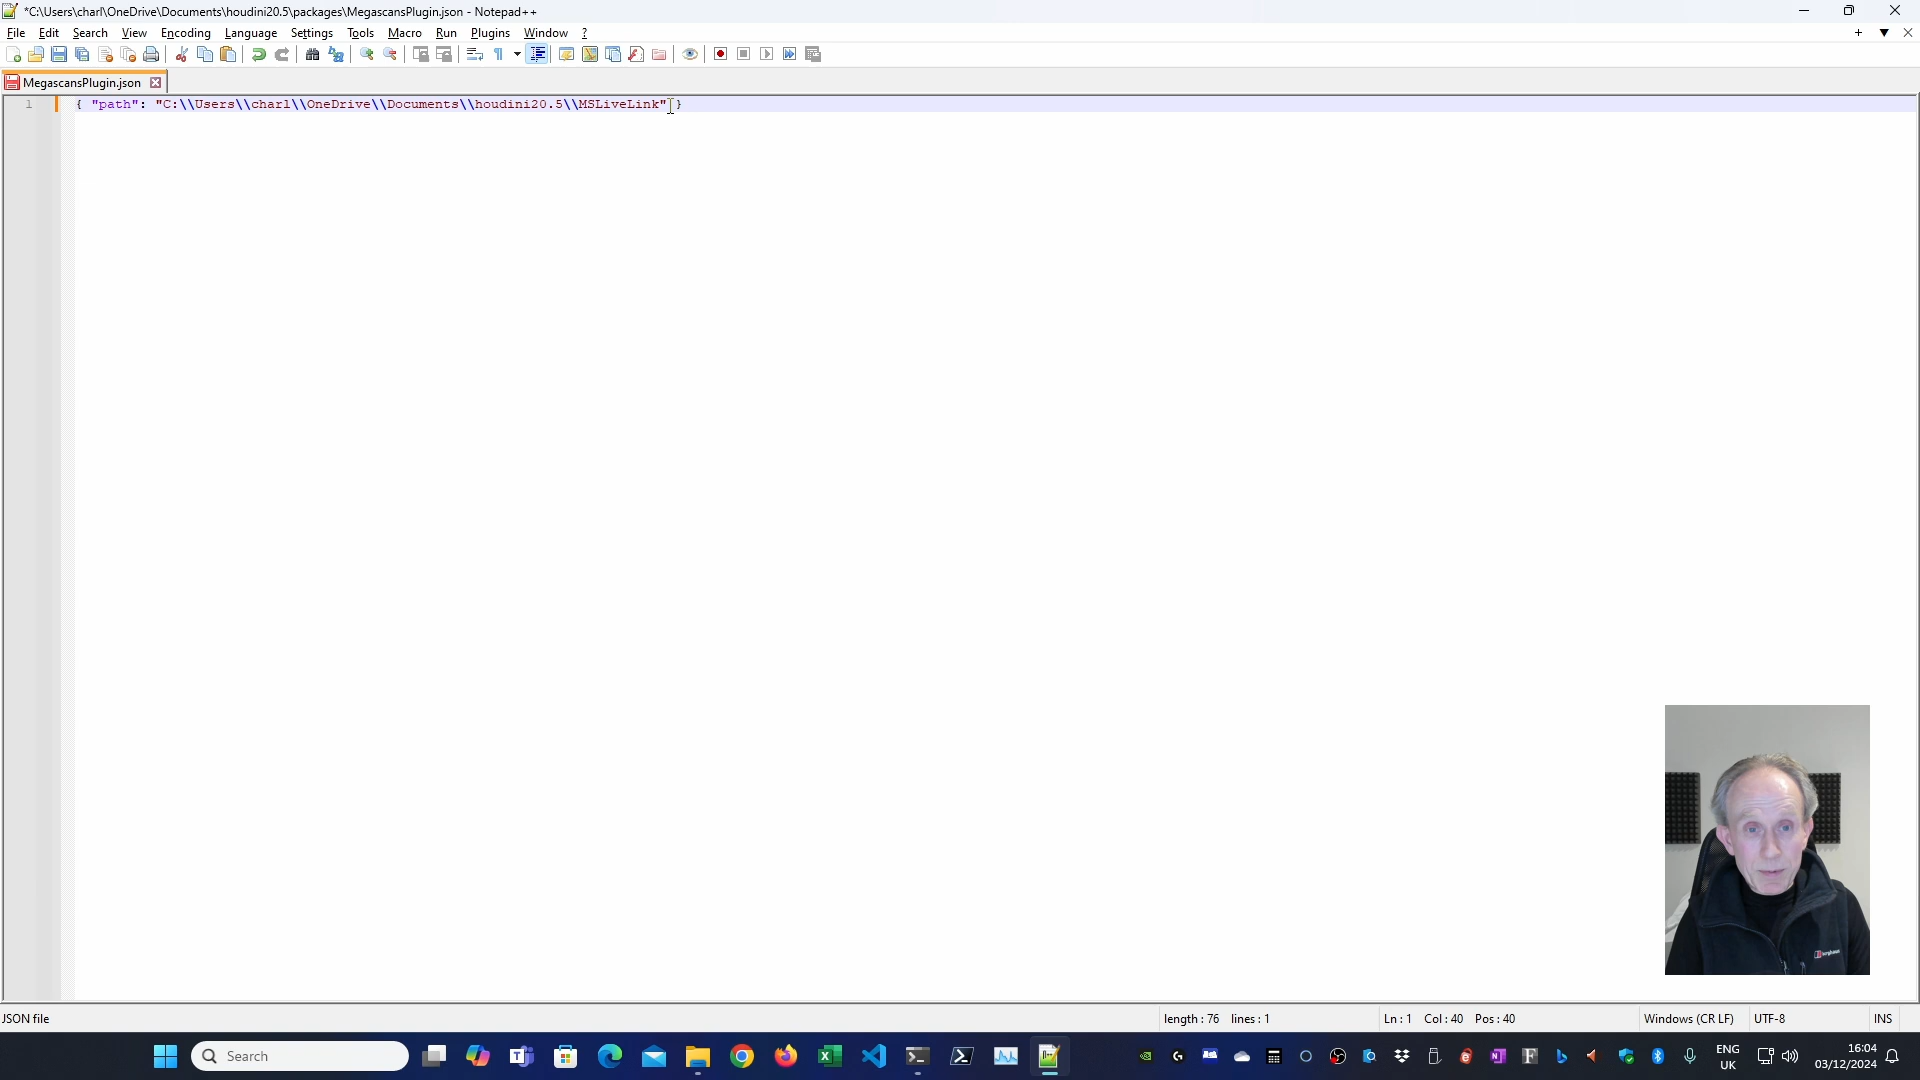 *C:\Users\charl\OneDrive\Documents\houdini20.5\packages\MegascansPlugin.json - Notepad++
File Edit Search View Encoding Language Settings Tools Macro Run Plugins Window ?
MegascansPlugin.json
1 { "path": "C:\\Users\\charl\\OneDrive\\Documents\\houdini20.5\\MSLiveLink" }
JSON file length : 76 lines : 1 Ln : 1 Col : 40 Pos : 40 Windows (CR LF) UTF-8 INS
Search
ENG
UK
16:04
03/12/2024